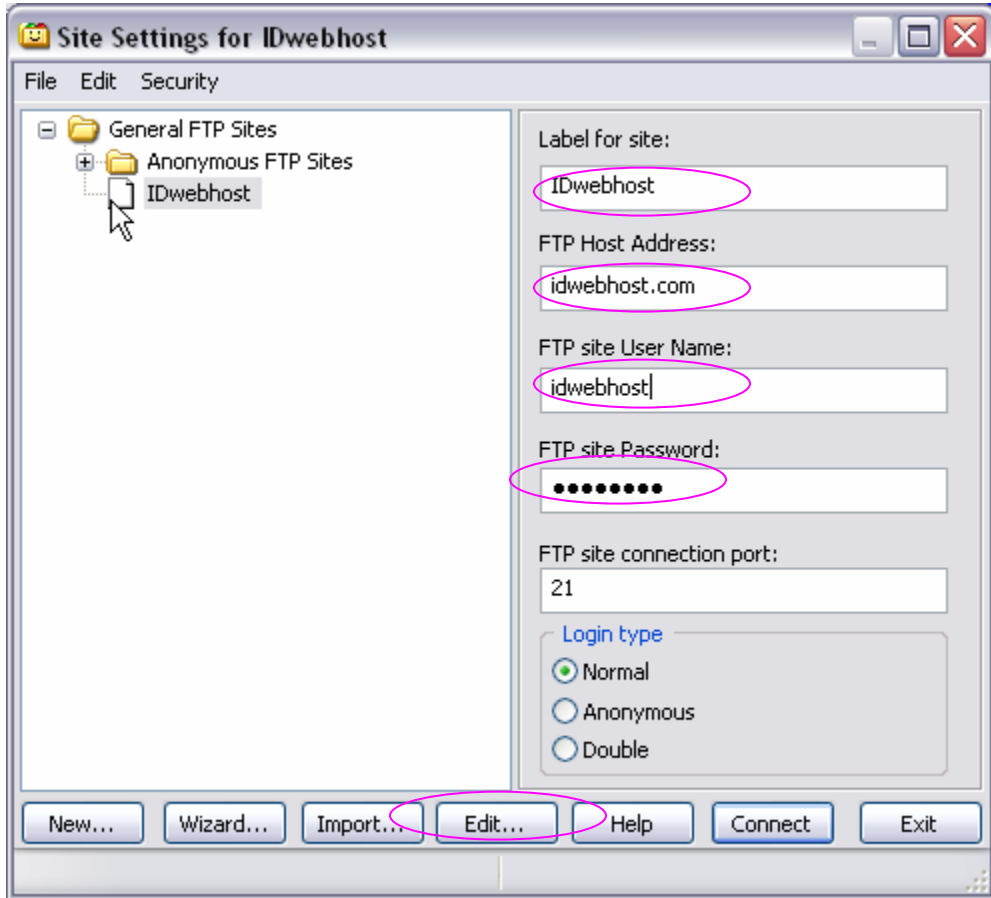 Site Settings for IDwebhost
File Edit Security
General FTP Sites
Anonymous FTP Sites
IDwebhost
Label for site:
IDwebhost
FTP Host Address:
idwebhost.com
FTP site User Name:
idwebhost
FTP site Password:
••••••••
FTP site connection port:
21
Login type
Normal
Anonymous
Double
New... Wizard... Import... Edit... Help Connect Exit